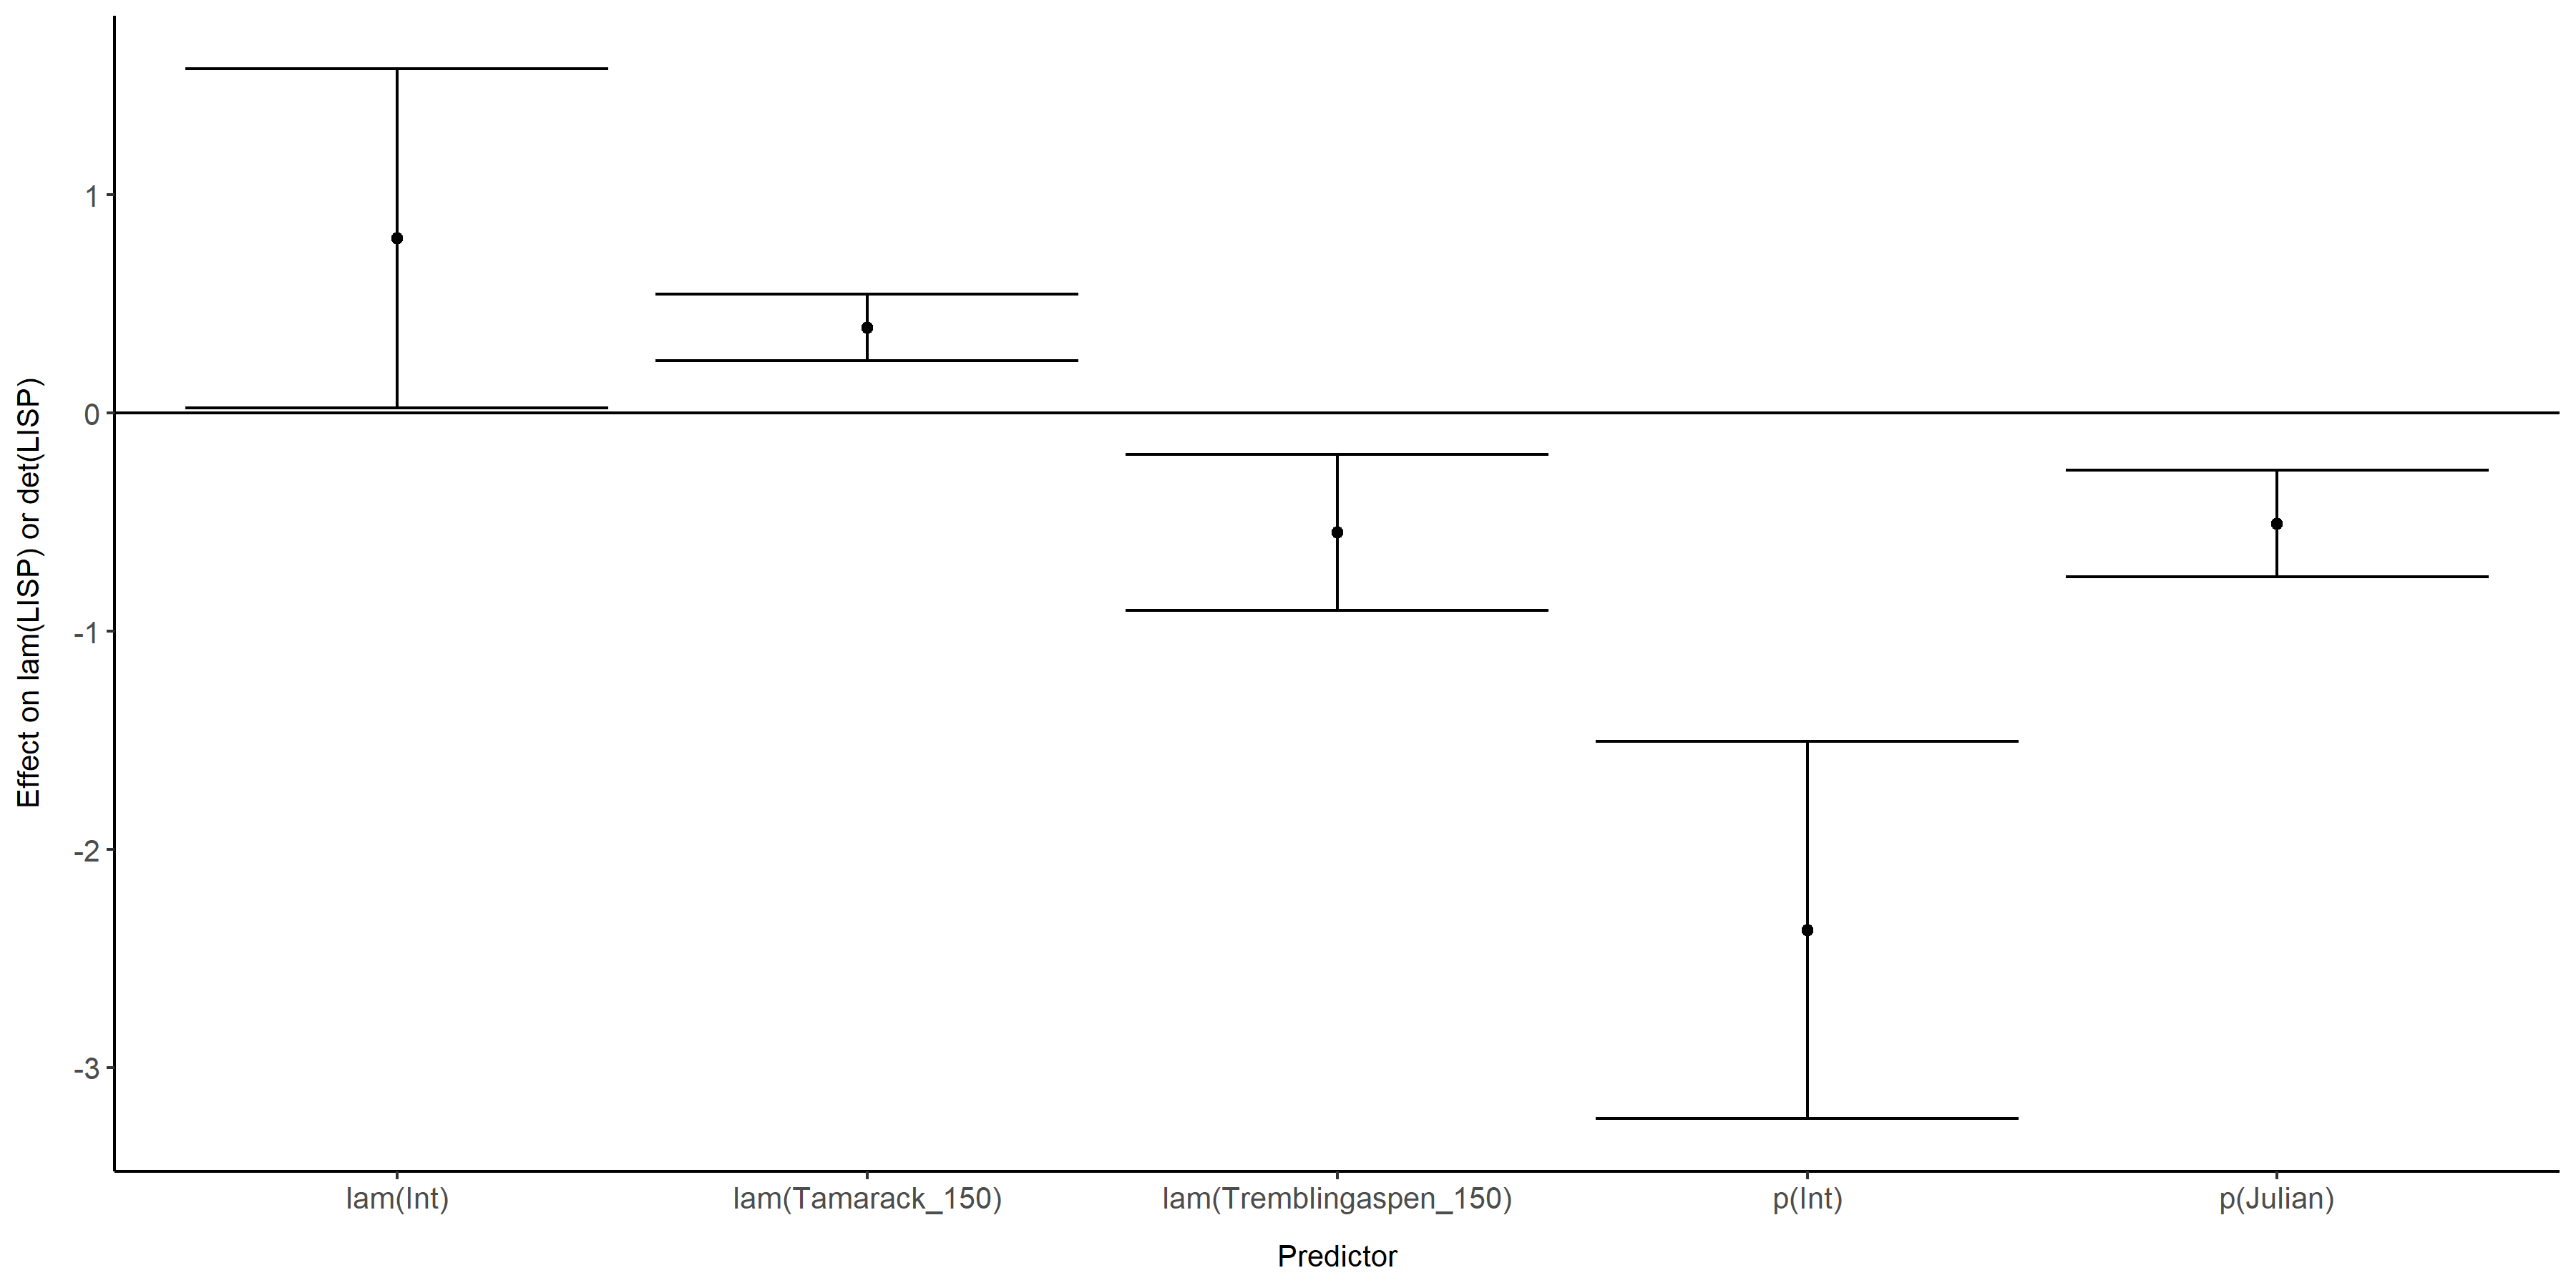 Effect on lam(LISP) or det(LISP)
1
0
-1
-2
-3
lam(Int)
lam(Tamarack_150)
lam(Tremblingaspen_150)
p(Int)
p(Julian)
Predictor